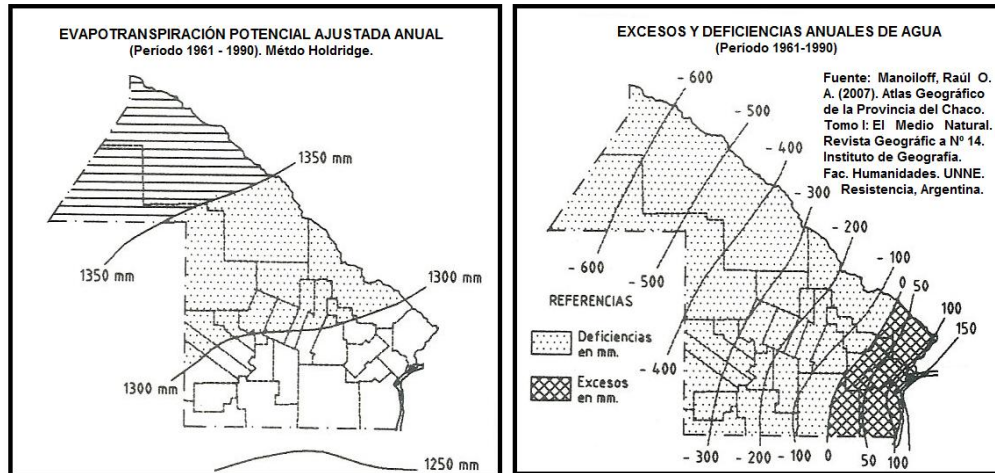 EVAPOTRANSPIRACIÓN POTENCIAL AJUSTADA ANUAL
(Período 1961 - 1990). Métdo Holdridge.
1350 mm
1350 mm
1300 mm
1300 mm
1250 mm
EXCESOS Y DEFICIENCIAS ANUALES DE AGUA
(Período 1961-1990)
Fuente: Manoiloff, Raúl O.
A. (2007). Atlas Geográfico
de la Provincia del Chaco.
Tomo I: El Medio Natural.
Revista Geográfic a Nº 14.
Instituto de Geografía.
Fac. Humanidades. UNNE.
Resistencia, Argentina.
- 600
- 500
- 400
- 300
- 200
- 100
0
50
100
150
- 600
- 500
- 400
- 300
- 200
- 100
0
50
100
REFERENCIAS
Deficiencias
en mm.
Excesos
en mm.